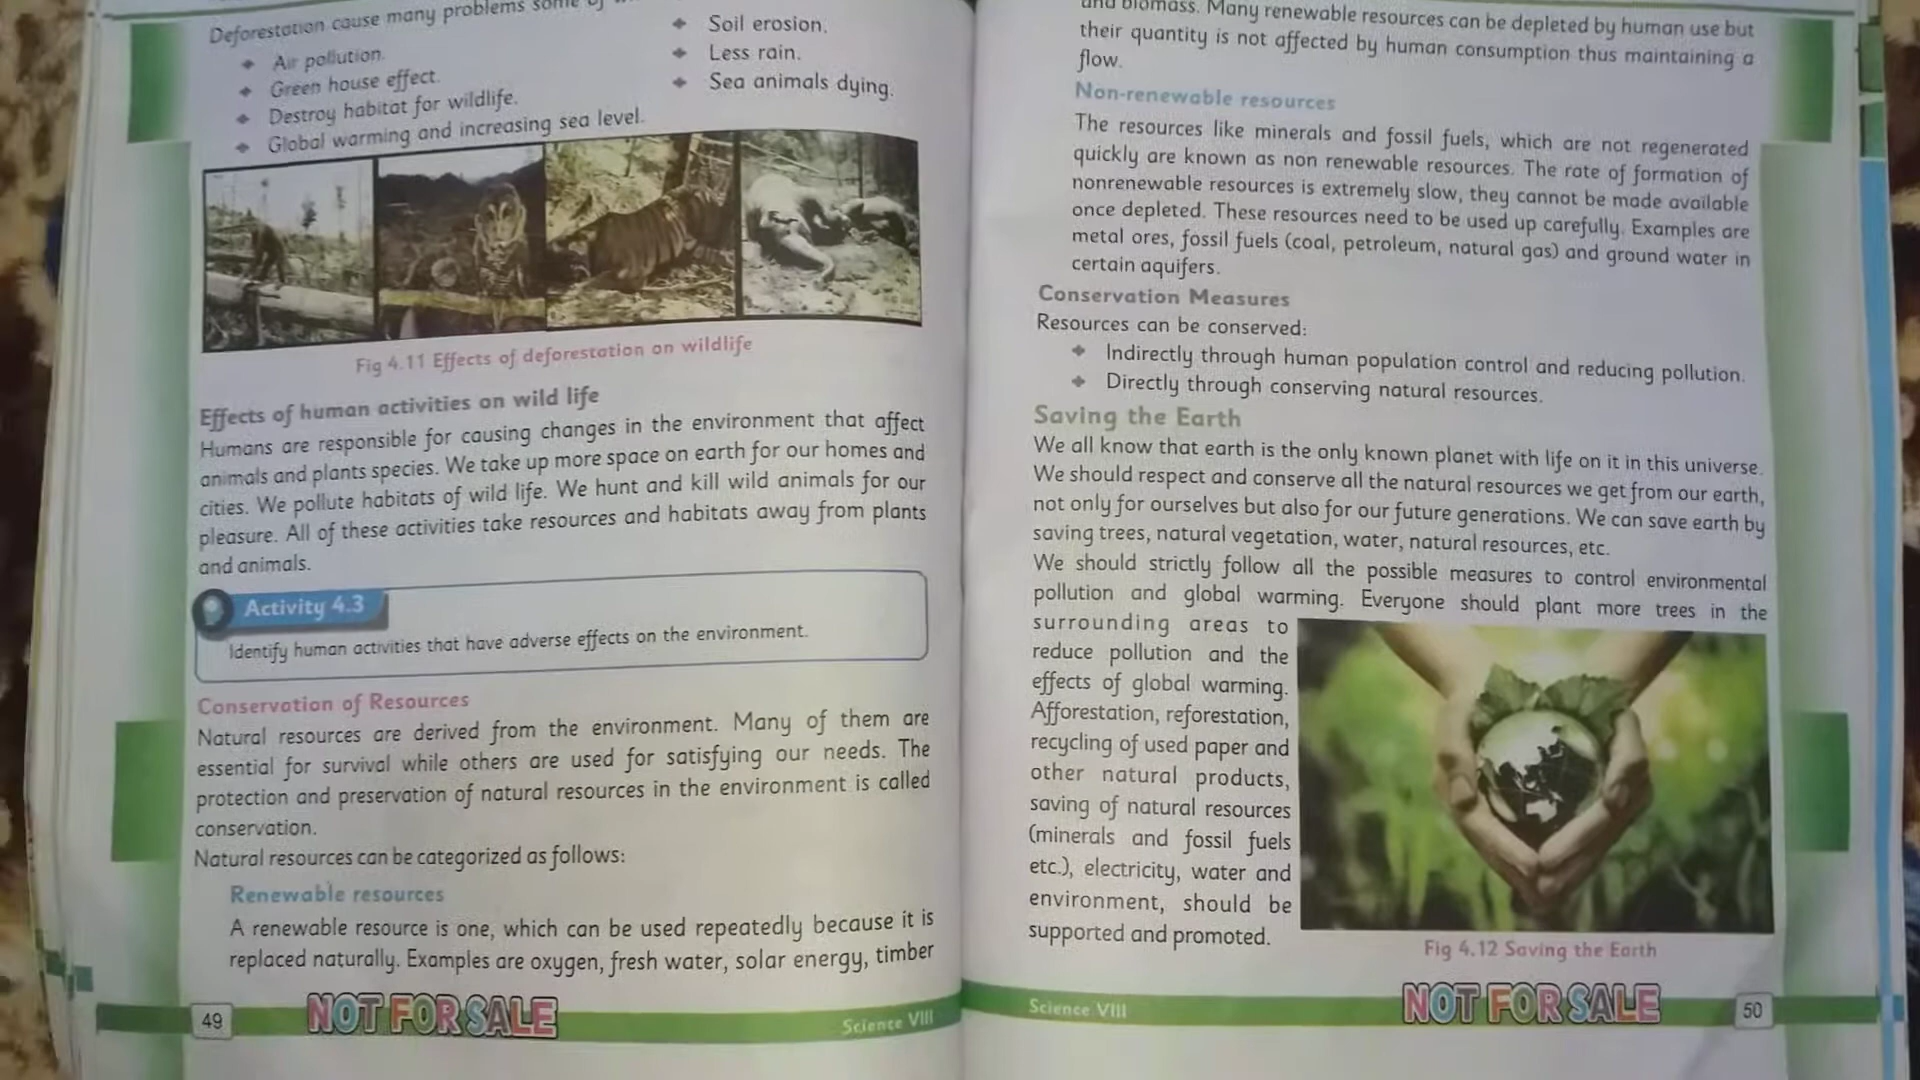 Deforestation cause many problems some of
Air pollution.
Green house effect.
Destroy habitat for wildlife.
Global warming and increasing sea level.
Soil erosion.
Less rain.
Sea animals dying.
Fig 4.11 Effects of deforestation on wildlife
Effects of human activities on wild life
Humans are responsible for causing changes in the environment that affect
animals and plants species. We take up more space on earth for our homes and
cities. We pollute habitats of wild life. We hunt and kill wild animals for our
pleasure. All of these activities take resources and habitats away from plants
and animals.
Activity 4.3
Identify human activities that have adverse effects on the environment.
Conservation of Resources
Natural resources are derived from the environment. Many of them are
essential for survival while others are used for satisfying our needs. The
protection and preservation of natural resources in the environment is called
conservation.
Natural resources can be categorized as follows:
Renewable resources
A renewable resource is one, which can be used repeatedly because it is
replaced naturally. Examples are oxygen, fresh water, solar energy, timber
49
NOT FOR SALE
Science VIII
and biomass. Many renewable resources can be depleted by human use but
their quantity is not affected by human consumption thus maintaining a
flow.
Non-renewable resources
The resources like minerals and fossil fuels, which are not regenerated
quickly are known as non renewable resources. The rate of formation of
nonrenewable resources is extremely slow, they cannot be made available
once depleted. These resources need to be used up carefully. Examples are
metal ores, fossil fuels (coal, petroleum, natural gas) and ground water in
certain aquifers.
Conservation Measures
Resources can be conserved:
Indirectly through human population control and reducing pollution.
Directly through conserving natural resources.
Saving the Earth
We all know that earth is the only known planet with life on it in this universe.
We should respect and conserve all the natural resources we get from our earth,
not only for ourselves but also for our future generations. We can save earth by
saving trees, natural vegetation, water, natural resources, etc.
We should strictly follow all the possible measures to control environmental
pollution and global warming. Everyone should plant more trees in the
surrounding areas to
reduce pollution and the
effects of global warming.
Afforestation, reforestation,
recycling of used paper and
other natural products,
saving of natural resources
(minerals and fossil fuels
etc.), electricity, water and
environment, should be
supported and promoted.
Fig 4.12 Saving the Earth
Science VIII
NOT FOR SALE
50